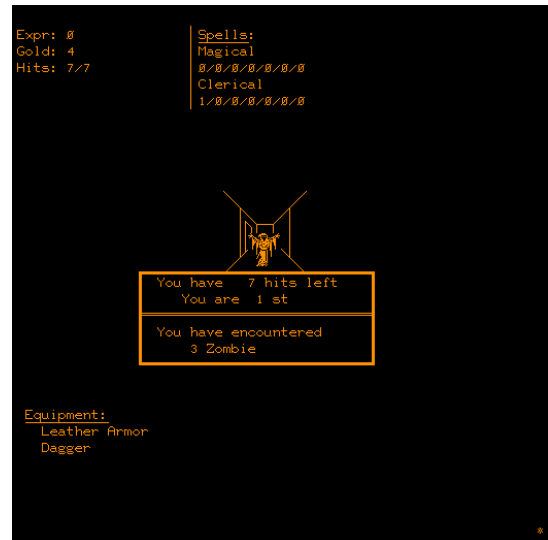 Expr: 0
Gold: 4
Hits: 7/7
Spells:
Magical
0/0/0/0/0/0/0
Clerical
1/0/0/0/0/0/0
You have 7 hits left
You are 1 st
You have encountered
3 Zombie
Equipment:
Leather Armor
Dagger
*